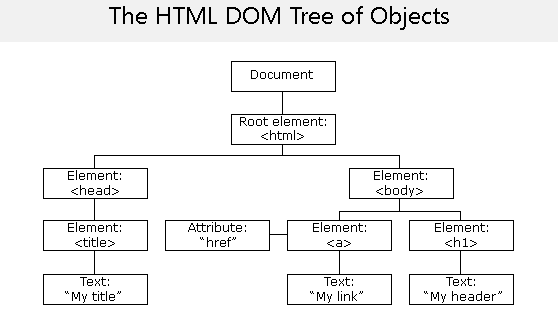 The HTML DOM Tree of Objects
Document
Root element:
<html>
Element:
<head>
Element:
<body>
Element:
<title>
Attribute:
“href”
Element:
<a>
Element:
<h1>
Text:
“My title”
Text:
“My link”
Text:
“My header”